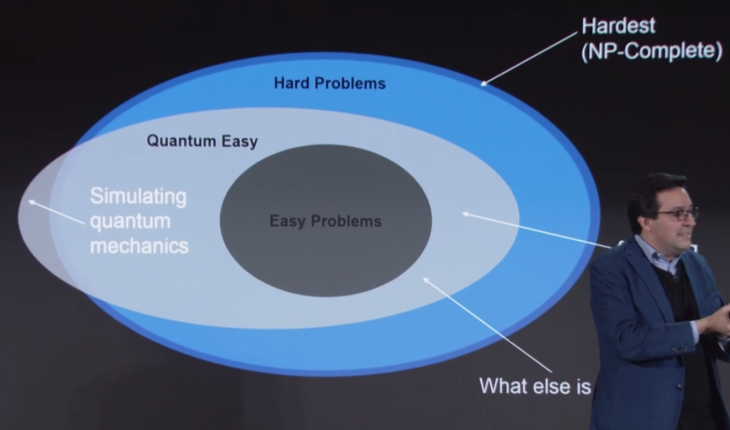 Hardest
(NP-Complete)
Hard Problems
Quantum Easy
Simulating
quantum
mechanics
Easy Problems
What else is